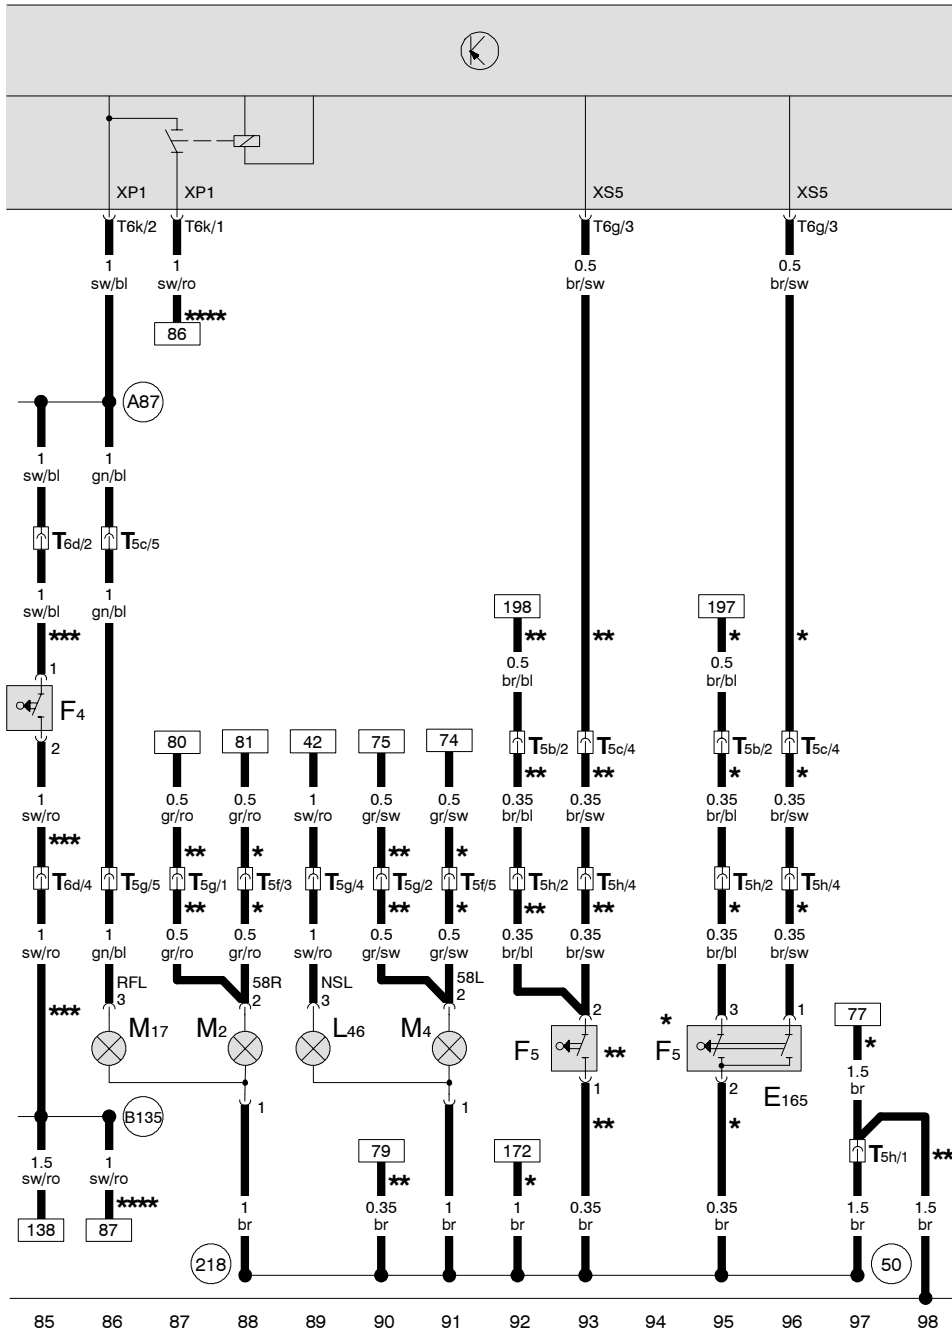 XP1 XP1 XS5 XS5
T6k/2 T6k/1 T6g/3 T6g/3
1 1 0.5 0.5
sw/bl sw/ro br/sw br/sw
****
86
A87
1 1
sw/bl gn/bl
T6d/2 T5c/5
1 1
sw/bl gn/bl
198 197
*** ** ** * *
0.5 0.5
br/bl br/bl
1
F4
2
80 81 42 75 74
T5b/2 T5c/4 T5b/2 T5c/4
** ** * *
1 0.5 0.5 1 0.5 0.5 0.35 0.35 0.35 0.35
sw/ro gr/ro gr/ro sw/ro gr/sw gr/sw br/bl br/sw br/bl br/sw
*** ** * ** *
T6d/4 T5g/5 T5g/1 T5f/3 T5g/4 T5g/2 T5f/5 T5h/2 T5h/4 T5h/2 T5h/4
** * ** * ** ** * *
1 1 0.5 0.5 1 0.5 0.5 0.35 0.35 0.35 0.35
sw/ro gn/bl gr/ro gr/ro sw/ro gr/sw gr/sw br/bl br/sw br/bl br/sw
RFL 58R NSL 58L
3 2 3 2 2 3 1
*** * 77
M17 M2 L46 M4 F5 ** F5 *
1.5
br
1 1 1 2 E165
B135
** *
1.5 1 79 172 T5h/1 **
sw/ro sw/ro ** *
**** 1 0.35 1 1 0.35 0.35 1.5 1.5
138 87 br br br br br br br br
218 50
85 86 87 88 89 90 91 92 93 94 95 96 97 98